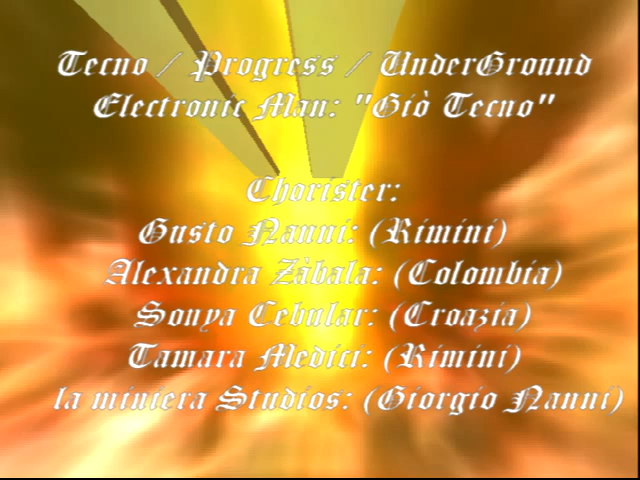 Tecno / Progress / UnderGround
Electronic Man: "Giò Tecno"
Chorister:
Gusto Nanni: (Rimini)
Alexandra Zàbala: (Colombia)
Sonya Cebular: (Croazia)
Tamara Medici: (Rimini)
la miniera Studios: (Giorgio Nanni)